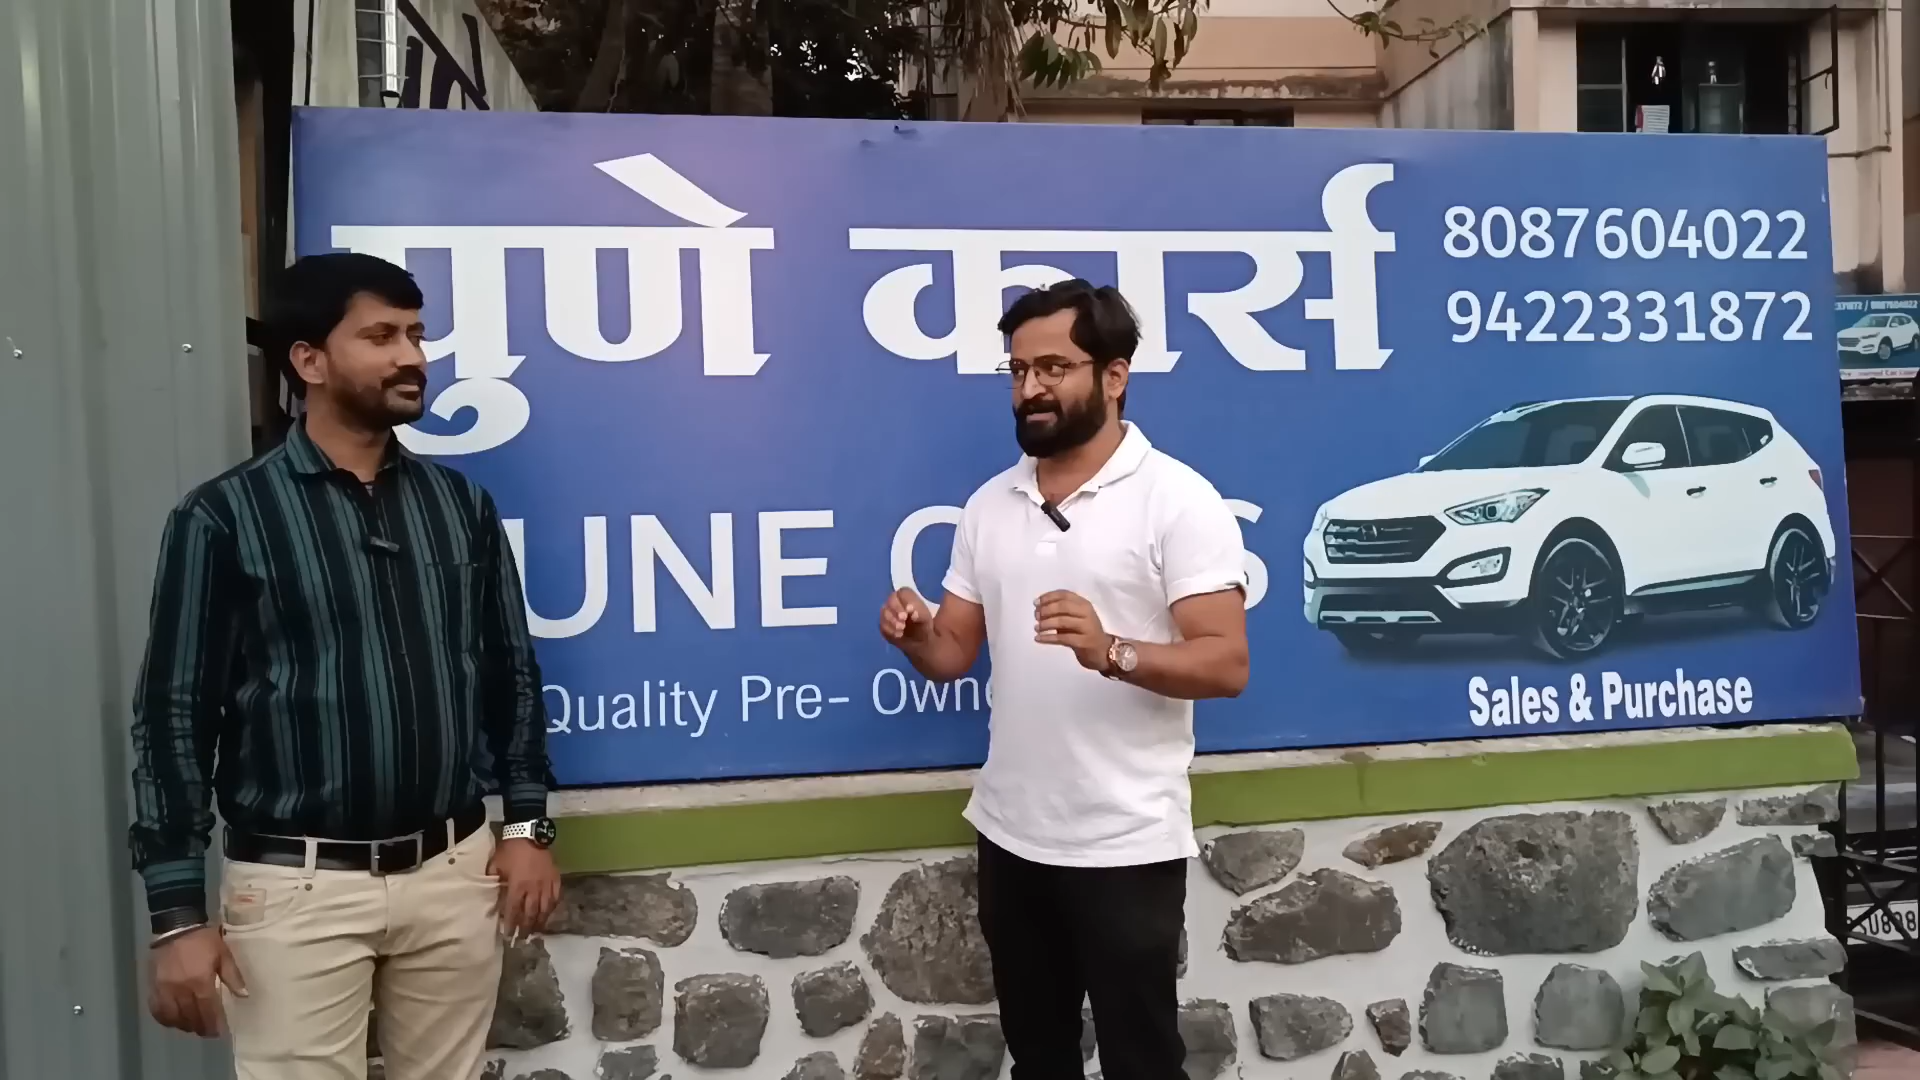 पुणे कार्स
8087604022
9422331872
UNE
Quality Pre- Owne
Sales & Purchase